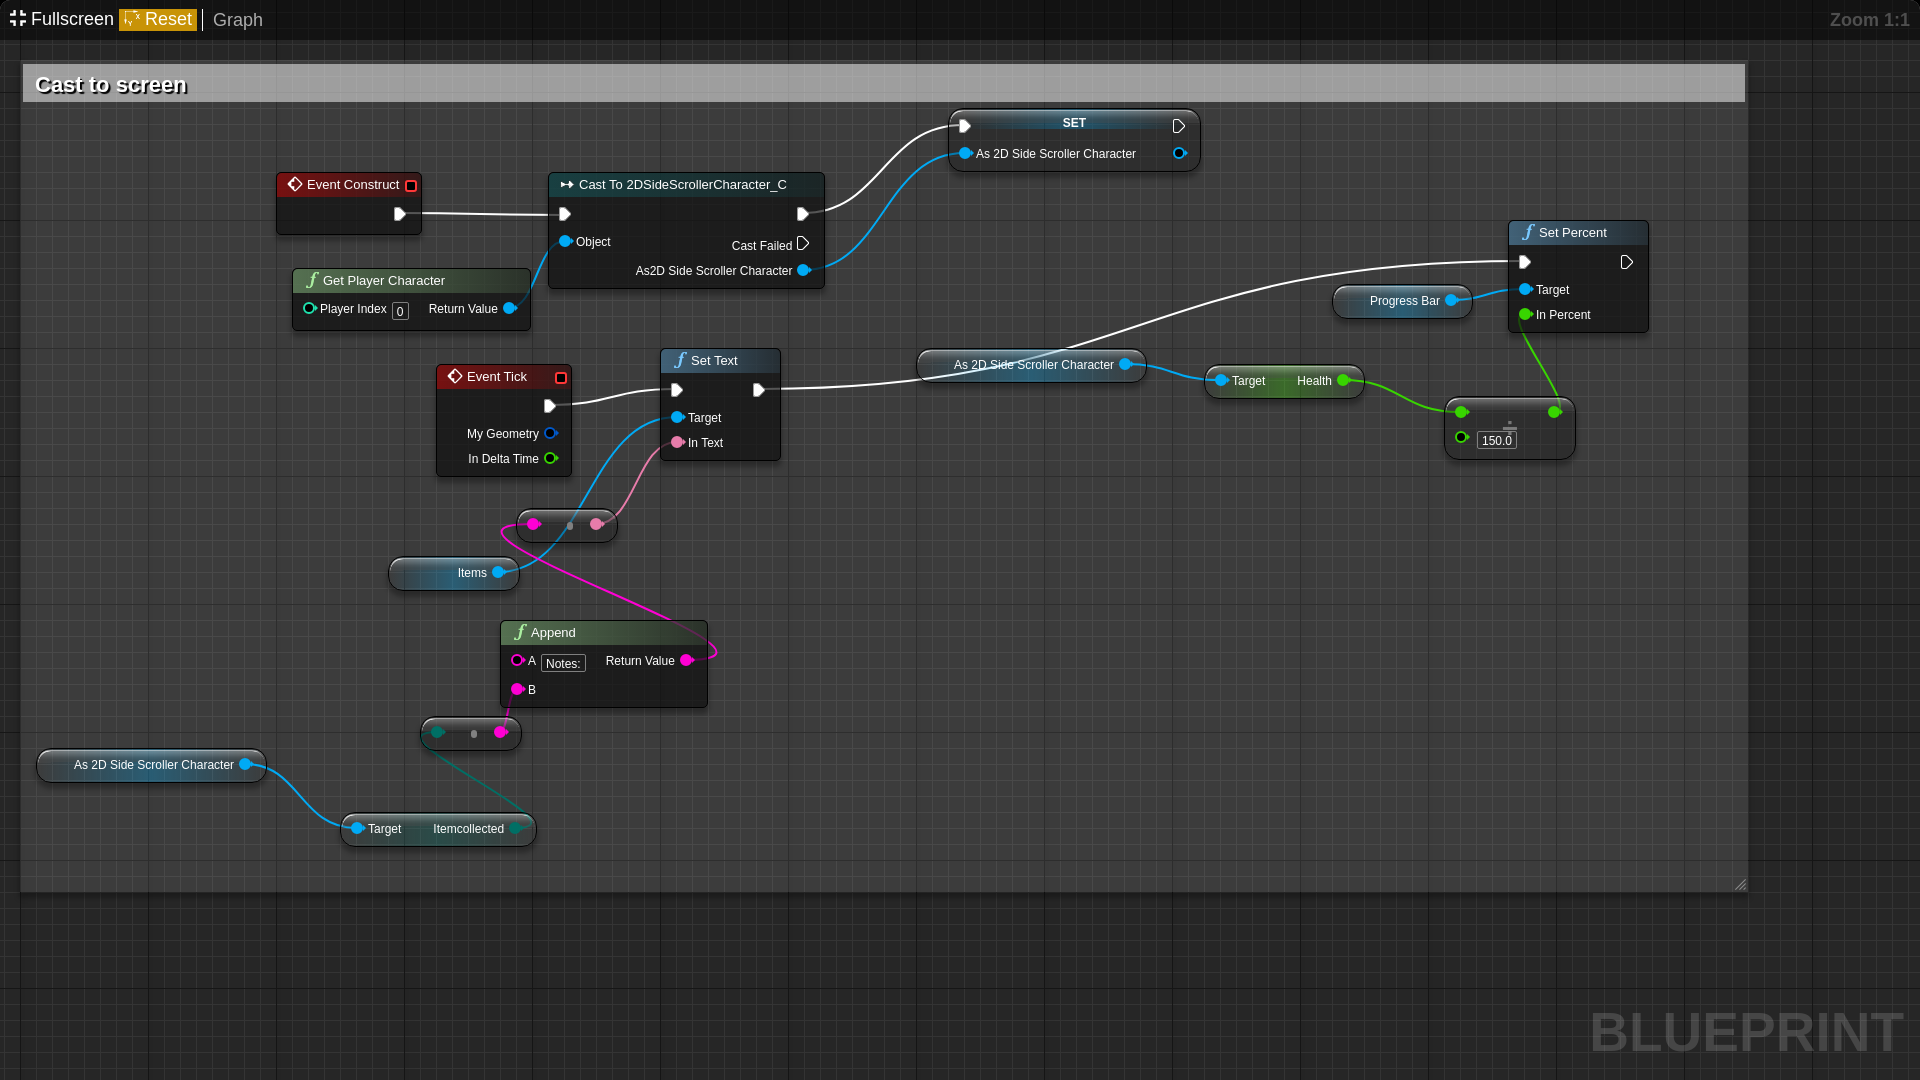 Fullscreen Reset Graph Zoom 1:1
Cast to screen
SET
As 2D Side Scroller Character
Event Construct
Cast To 2DSideScrollerCharacter_C
Object
Cast Failed
As2D Side Scroller Character
Get Player Character
Player Index 0 Return Value
Set Percent
Target
In Percent
Progress Bar
Event Tick
My Geometry
In Delta Time
Set Text
Target
In Text
As 2D Side Scroller Character
Target Health
÷
150.0
Items
Append
A Notes: Return Value
B
As 2D Side Scroller Character
Target Itemcollected
BLUEPRINT